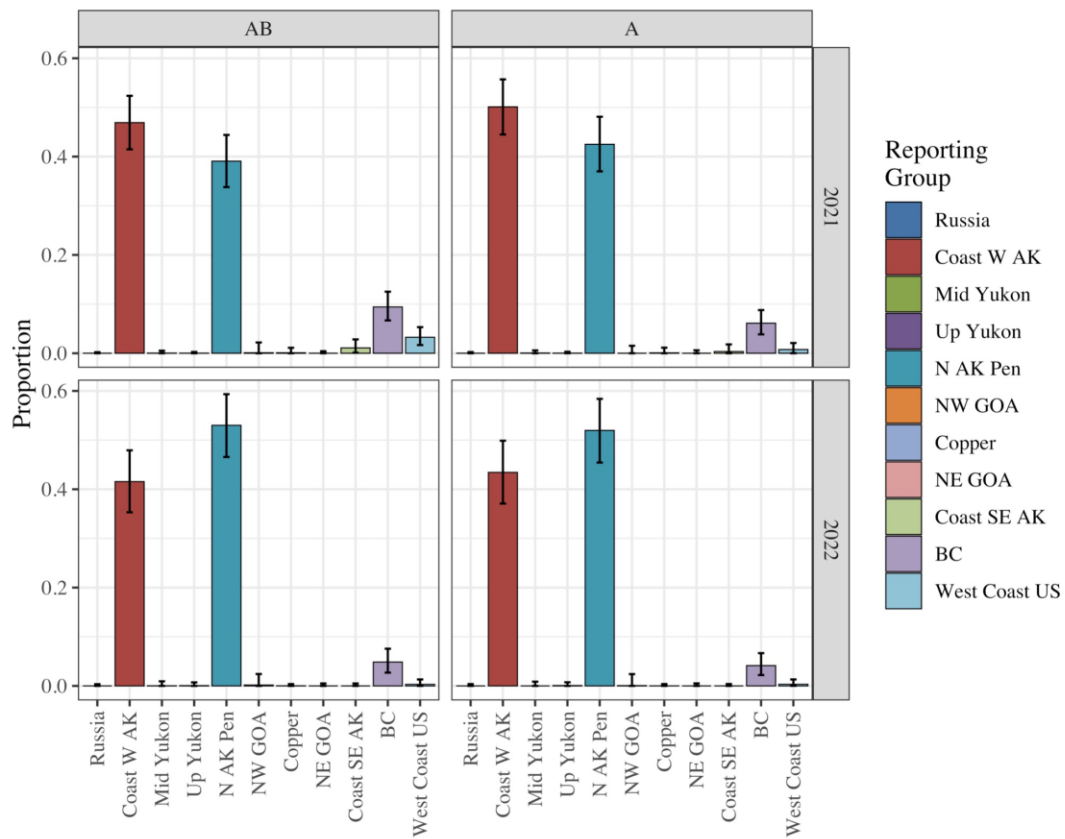 AB
A
0.6
0.4
0.2
0.0
2021
Proportion
0.6
0.4
0.2
0.0
2022
Russia
Coast W AK
Mid Yukon
Up Yukon
N AK Pen
NW GOA
Copper
NE GOA
Coast SE AK
BC
West Coast US
Russia
Coast W AK
Mid Yukon
Up Yukon
N AK Pen
NW GOA
Copper
NE GOA
Coast SE AK
BC
West Coast US
Reporting
Group
Russia
Coast W AK
Mid Yukon
Up Yukon
N AK Pen
NW GOA
Copper
NE GOA
Coast SE AK
BC
West Coast US